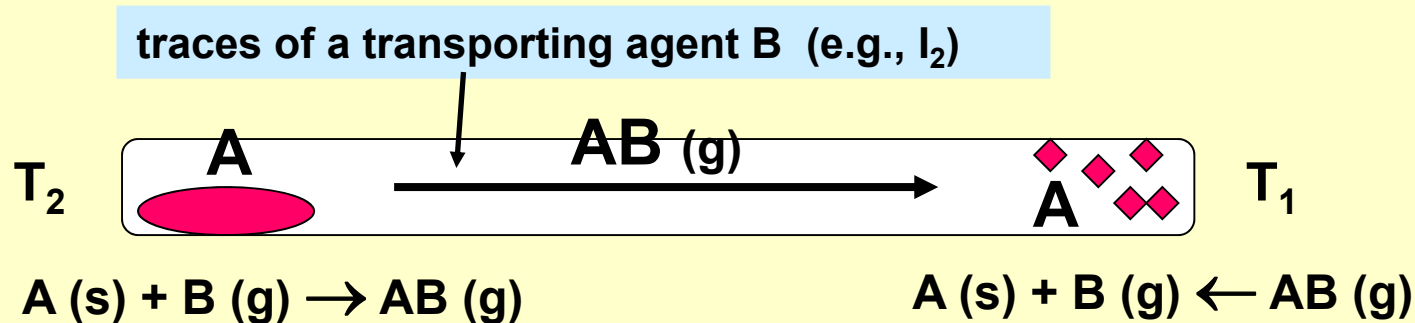 traces of a transporting agent B (e.g., I₂)
A
AB (g)
T₂
A
T₁
A (s) + B (g) → AB (g)
A (s) + B (g) ← AB (g)